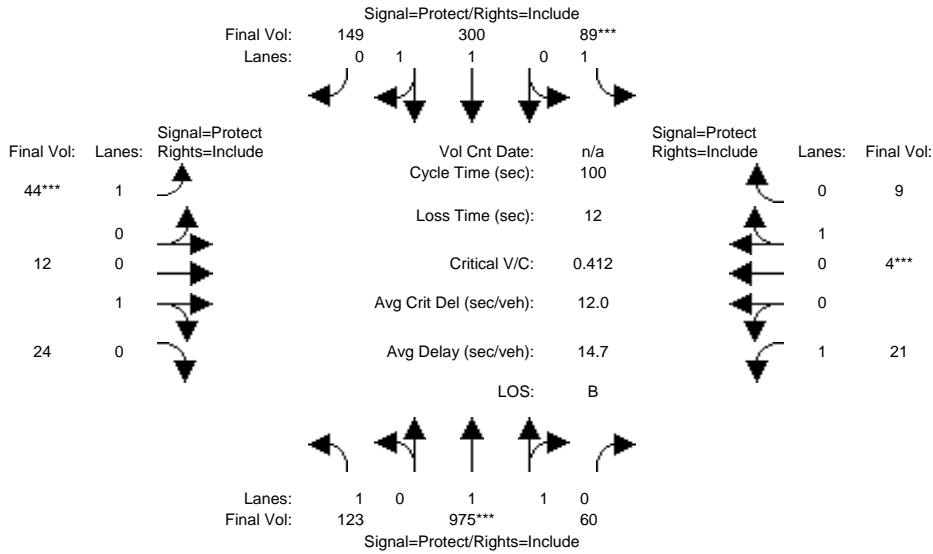 Signal=Protect/Rights=Include
Final Vol: 149 300 89***
Lanes: 0 1 1 0 1
Signal=Protect Signal=Protect
Final Vol: Lanes: Rights=Include Vol Cnt Date: n/a Rights=Include Lanes: Final Vol:
Cycle Time (sec): 100
44*** 1 0 9
Loss Time (sec): 12
0 1
12 0 Critical V/C: 0.412 0 4***
1 Avg Crit Del (sec/veh): 12.0 0
24 0 Avg Delay (sec/veh): 14.7 1 21
LOS: B
Lanes: 1 0 1 1 0
Final Vol: 123 975*** 60
Signal=Protect/Rights=Include